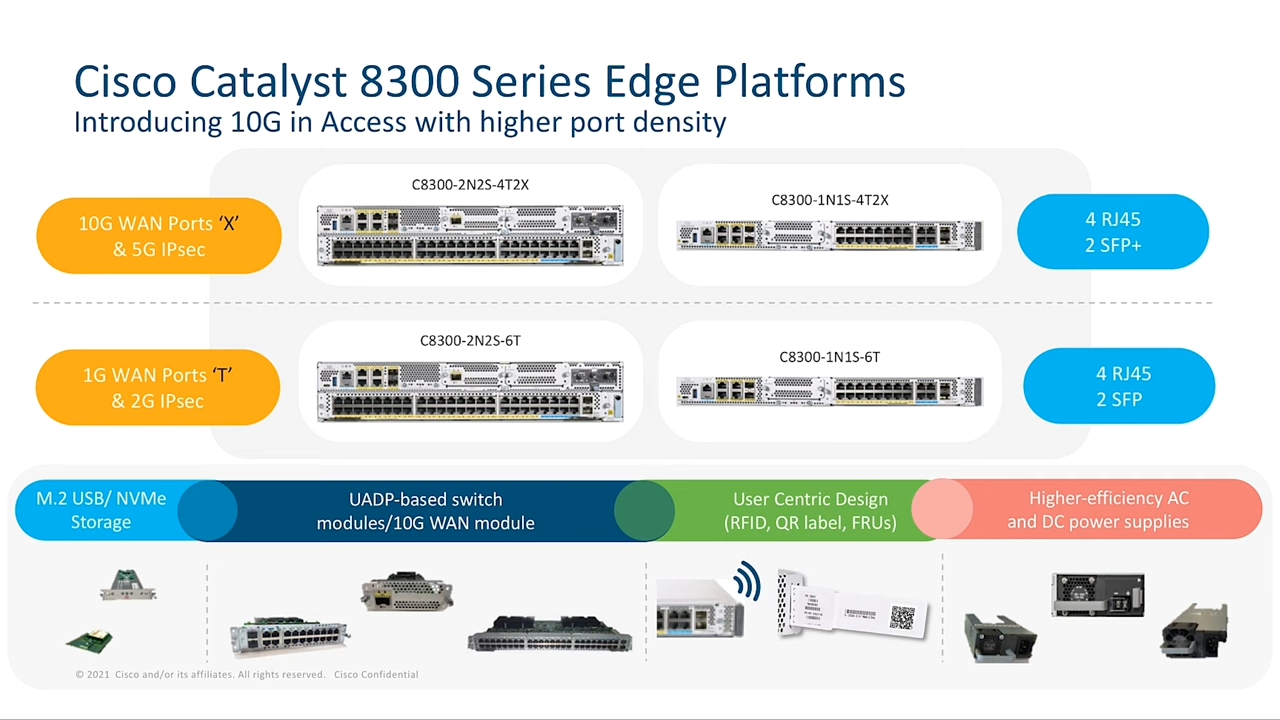 Cisco Catalyst 8300 Series Edge Platforms
Introducing 10G in Access with higher port density
C8300-2N2S-4T2X
C8300-1N1S-4T2X
10G WAN Ports ‘X’
& 5G IPsec
4 RJ45
2 SFP+
C8300-2N2S-6T
C8300-1N1S-6T
1G WAN Ports ‘T’
& 2G IPsec
4 RJ45
2 SFP
M.2 USB/ NVMe
Storage
UADP-based switch
modules/10G WAN module
User Centric Design
(RFID, QR label, FRUs)
Higher-efficiency AC
and DC power supplies
© 2021 Cisco and/or its affiliates. All rights reserved. Cisco Confidential